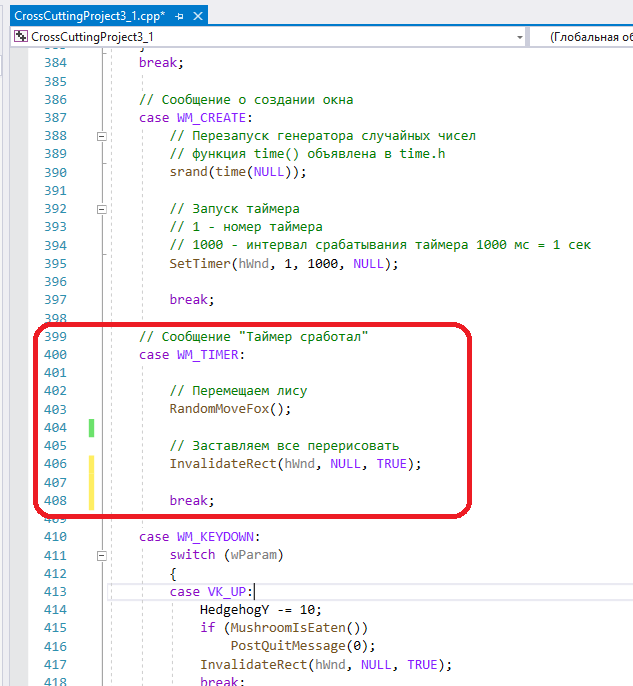 CrossCuttingProject3_1.cpp*
CrossCuttingProject3_1 (Глобальная об
383 }
384 break;
385
386 // Сообщение о создании окна
387 case WM_CREATE:
388 // Перезапуск генератора случайных чисел
389 // функция time() объявлена в time.h
390 srand(time(NULL));
391
392 // Запуск таймера
393 // 1 - номер таймера
394 // 1000 - интервал срабатывания таймера 1000 мс = 1 сек
395 SetTimer(hWnd, 1, 1000, NULL);
396
397 break;
398
399 // Сообщение "Таймер сработал"
400 case WM_TIMER:
401
402 // Перемещаем лису
403 RandomMoveFox();
404
405 // Заставляем все перерисовать
406 InvalidateRect(hWnd, NULL, TRUE);
407
408 break;
409
410 case WM_KEYDOWN:
411 switch (wParam)
412 {
413 case VK_UP:
414 HedgehogY -= 10;
415 if (MushroomIsEaten())
416 PostQuitMessage(0);
417 InvalidateRect(hWnd, NULL, TRUE);
418 break;